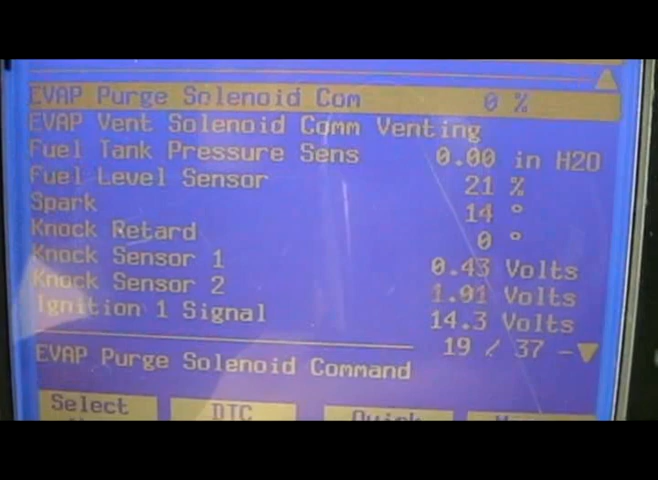 EVAP Purge Solenoid Com 0 %
EVAP Vent Solenoid Comm Venting
Fuel Tank Pressure Sens 0.00 in H2O
Fuel Level Sensor 21 %
Spark 14 °
Knock Retard 0 °
Knock Sensor 1 0.43 Volts
Knock Sensor 2 1.91 Volts
Ignition 1 Signal 14.3 Volts
19 / 37 -
EVAP Purge Solenoid Command
Select DTC Quick